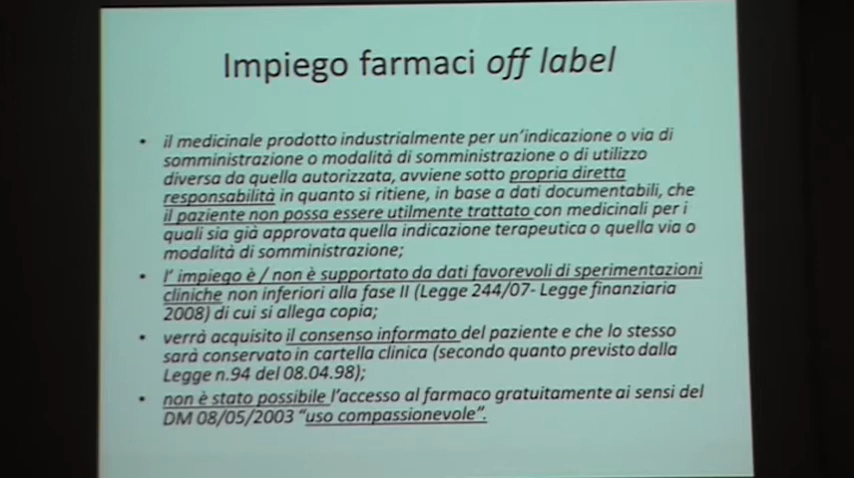 Impiego farmaci off label
• il medicinale prodotto industrialmente per un'indicazione o via di
somministrazione o modalità di somministrazione o di utilizzo
diversa da quella autorizzata, avviene sotto propria diretta
responsabilità in quanto si ritiene, in base a dati documentabili, che
il paziente non possa essere utilmente trattato con medicinali per i
quali sia già approvata quella indicazione terapeutica o quella via o
modalità di somministrazione;
• l' impiego è / non è supportato da dati favorevoli di sperimentazioni
cliniche non inferiori alla fase II (Legge 244/07- Legge finanziaria
2008) di cui si allega copia;
• verrà acquisito il consenso informato del paziente e che lo stesso
sarà conservato in cartella clinica (secondo quanto previsto dalla
Legge n.94 del 08.04.98);
• non è stato possibile l'accesso al farmaco gratuitamente ai sensi del
DM 08/05/2003 "uso compassionevole".